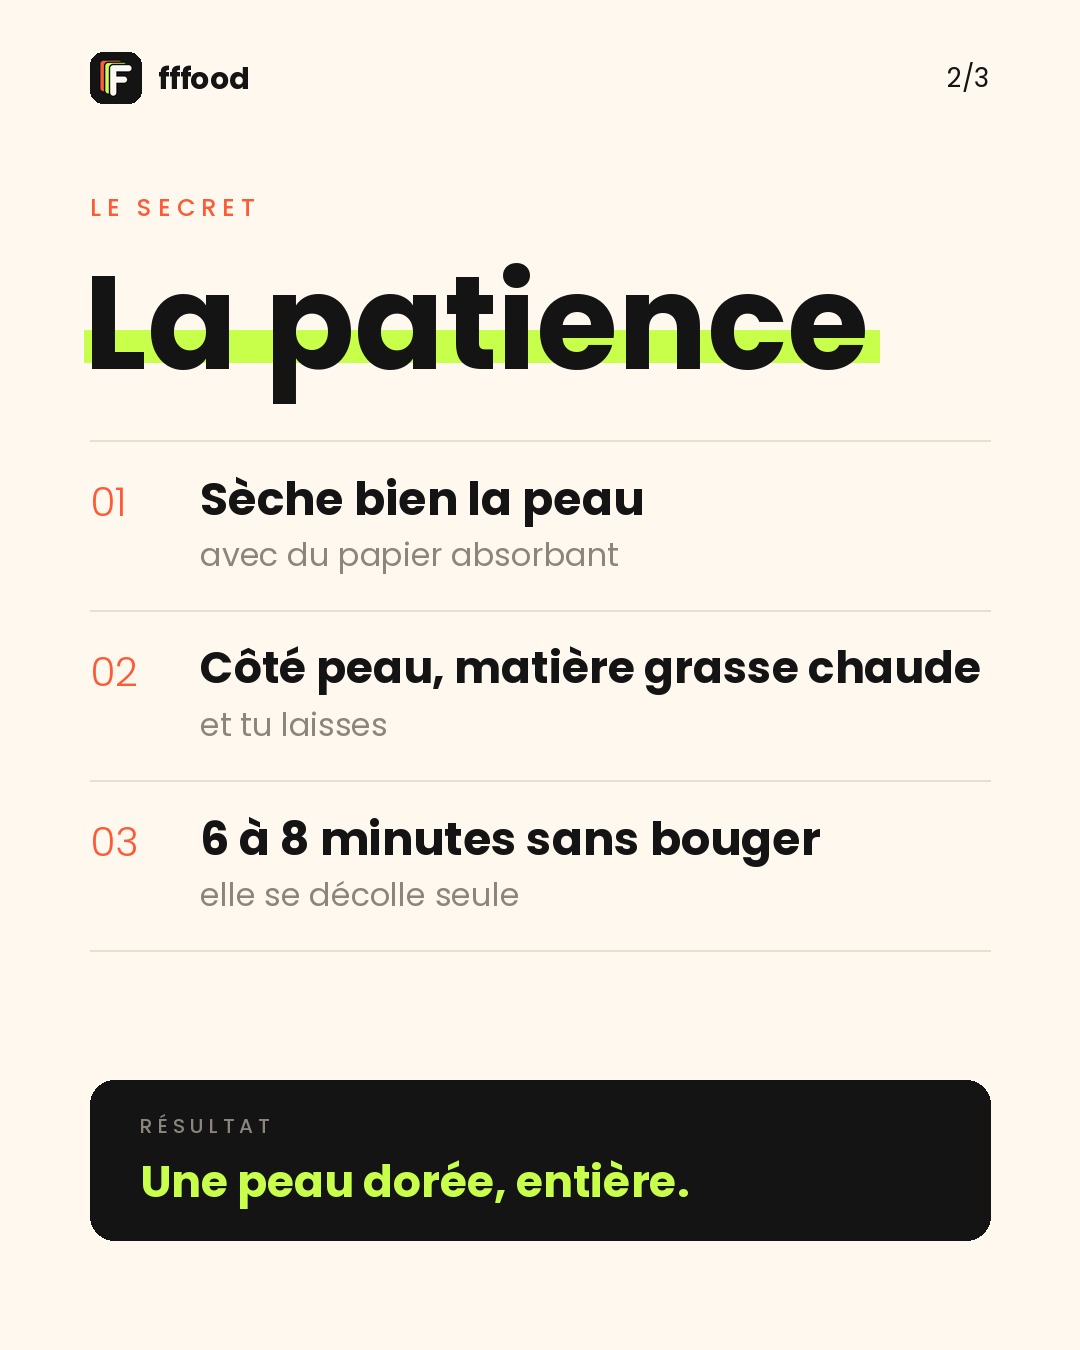 fffood
2/3
LE SECRET
La patience
01
Sèche bien la peau
avec du papier absorbant
02
Côté peau, matière grasse chaude
et tu laisses
03
6 à 8 minutes sans bouger
elle se décolle seule
RÉSULTAT
Une peau dorée, entière.